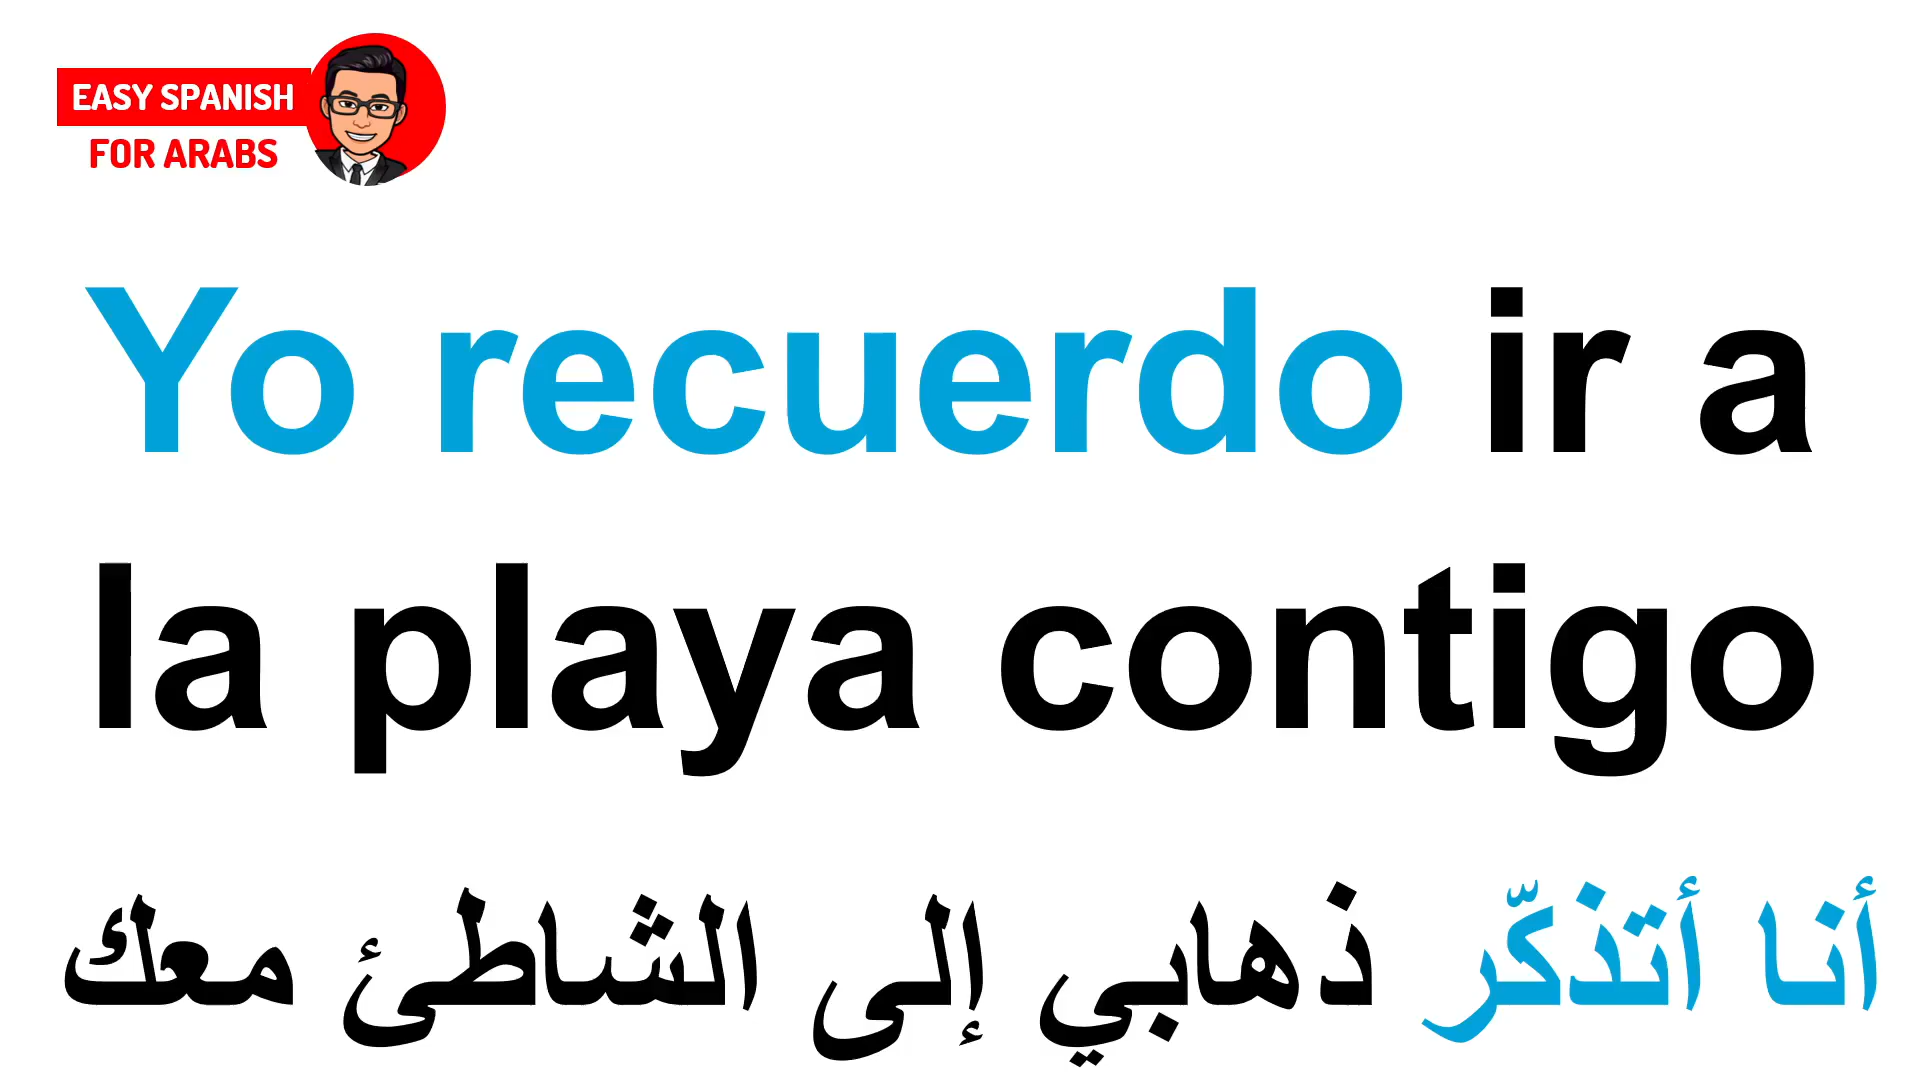 EASY SPANISH
FOR ARABS
Yo recuerdo ir a
la playa contigo
أنا أتذكّر ذهابي إلى الشاطئ معك